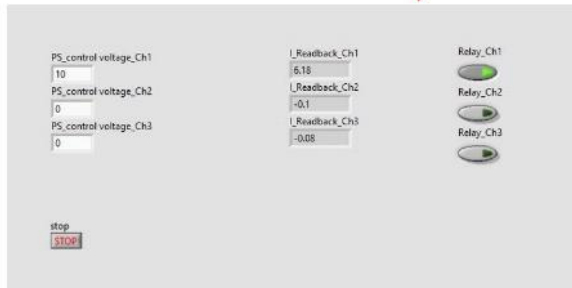 PS_control voltage_Ch1
10
PS_control voltage_Ch2
0
PS_control voltage_Ch3
0
I_Readback_Ch1
6.18
I_Readback_Ch2
-0.1
I_Readback_Ch3
-0.08
Relay_Ch1
Relay_Ch2
Relay_Ch3
stop
STOP